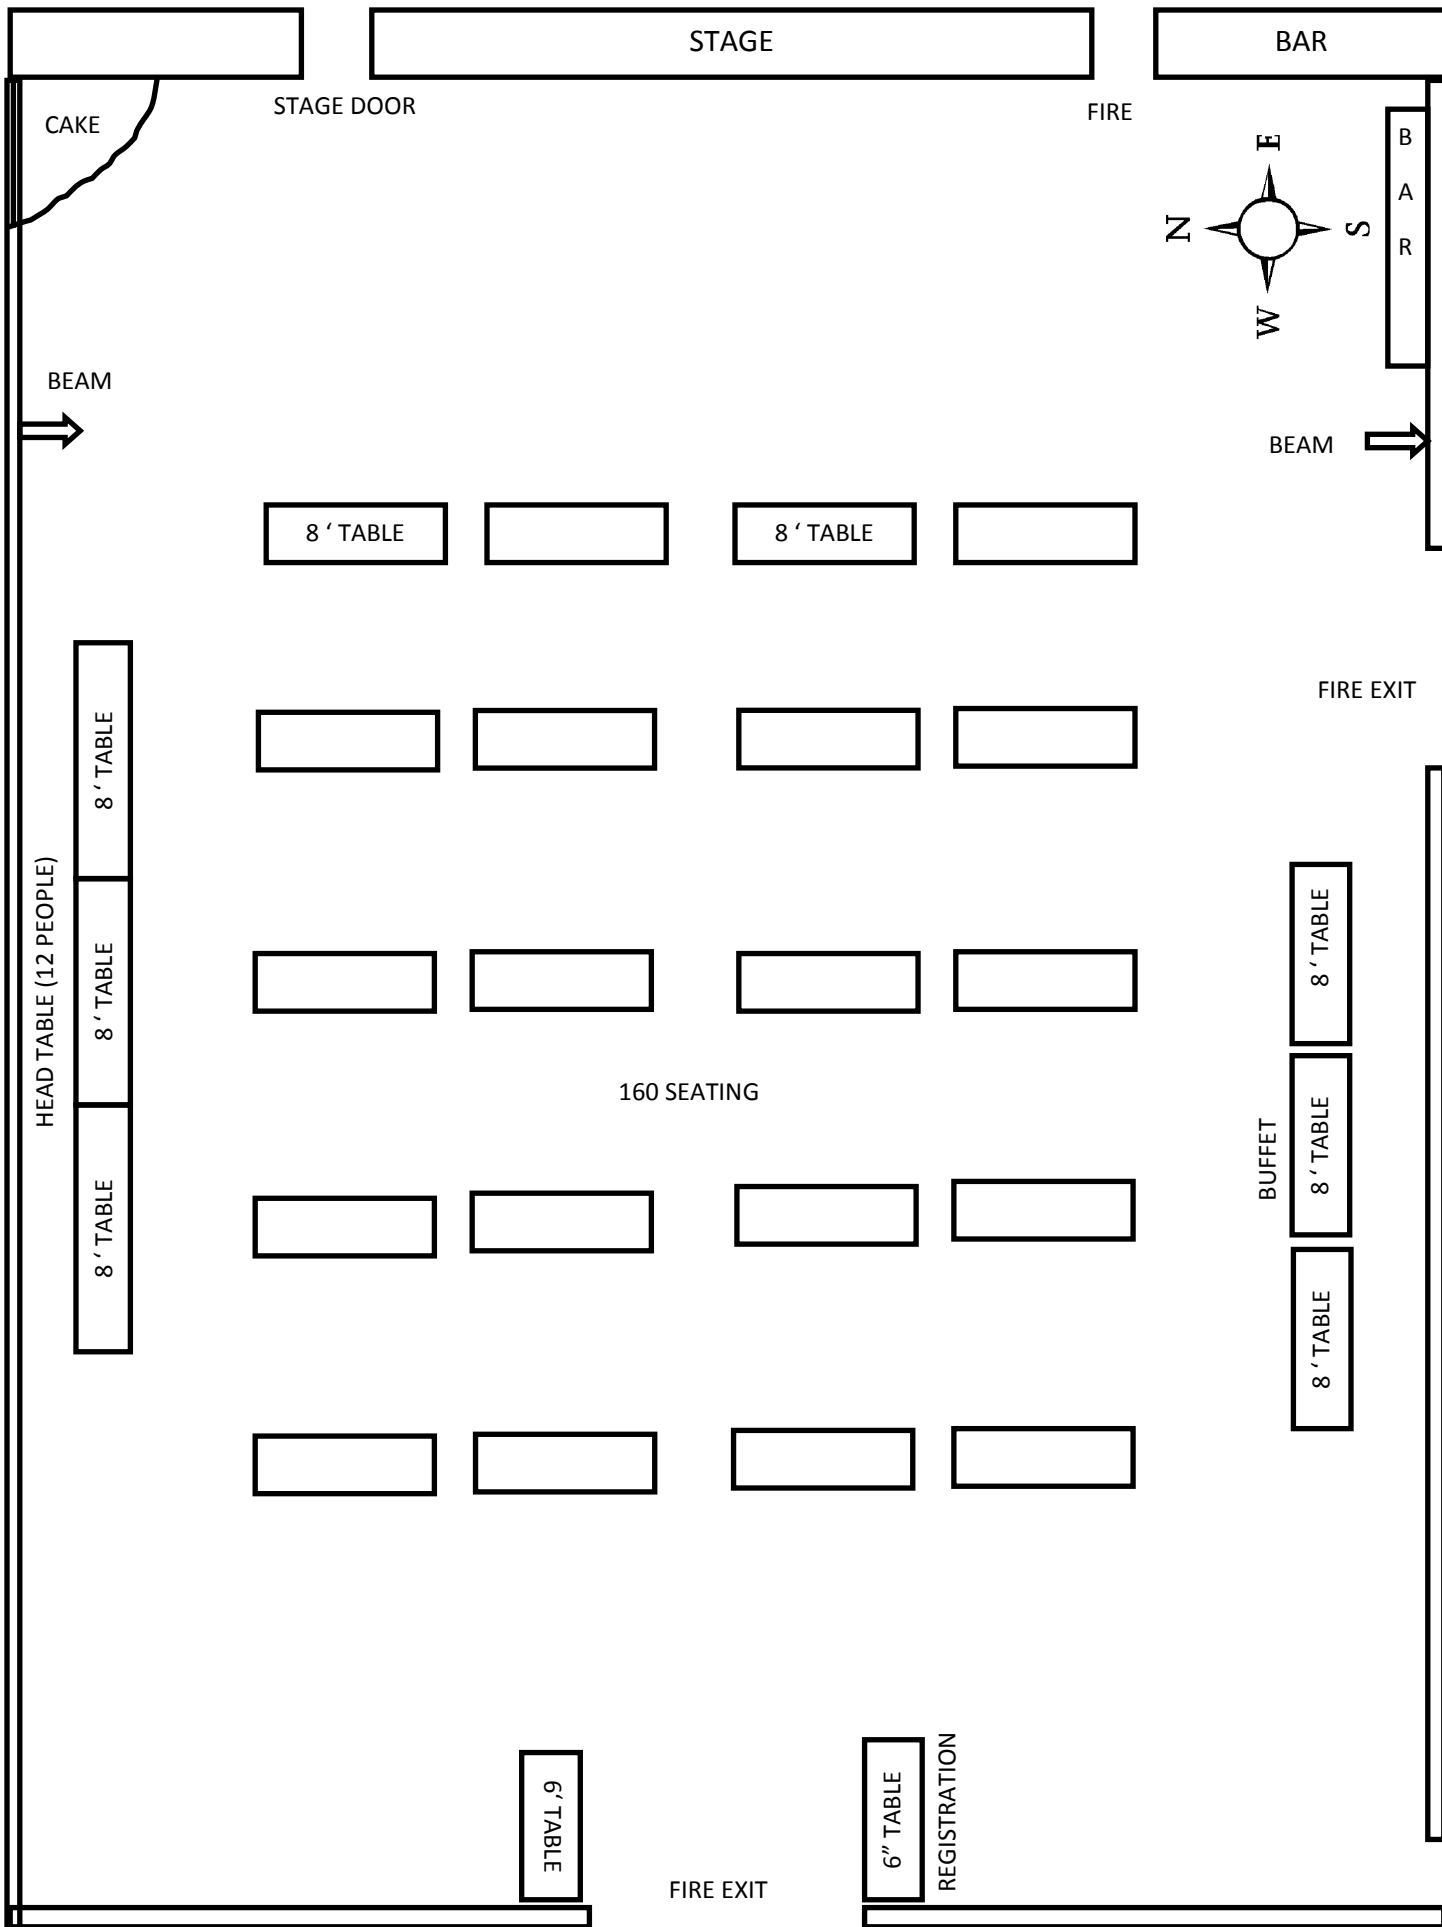 STAGE
BAR
STAGE DOOR
FIRE
CAKE
E
N
S
W
B
A
R
BEAM
BEAM
8 ‘ TABLE
8 ‘ TABLE
FIRE EXIT
HEAD TABLE (12 PEOPLE)
8 ‘ TABLE
8 ‘ TABLE
8 ‘ TABLE
160 SEATING
BUFFET
8 ‘ TABLE
8 ‘ TABLE
8 ‘ TABLE
6’ TABLE
6” TABLE
REGISTRATION
FIRE EXIT